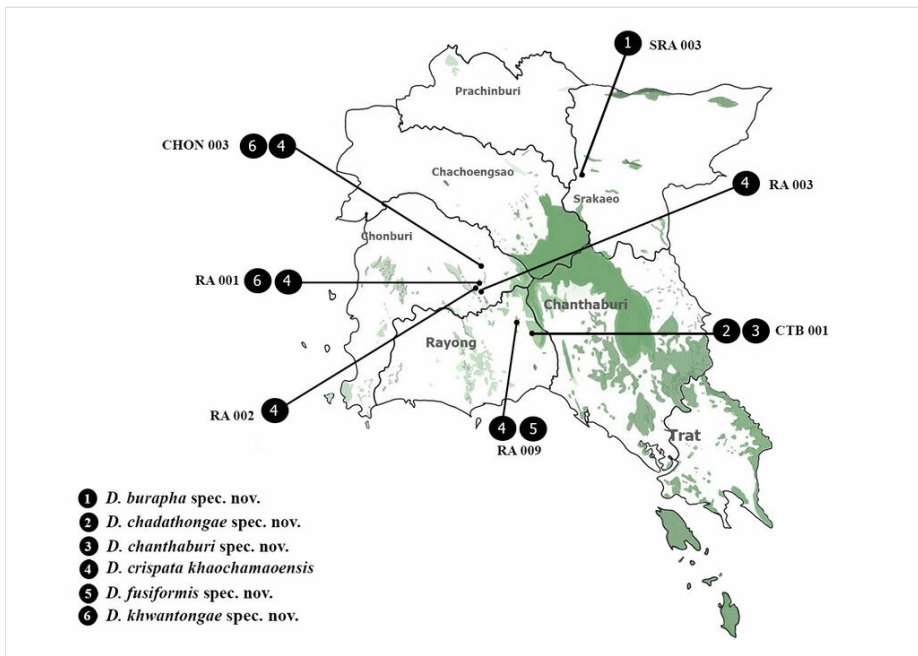 1 SRA 003
Prachinburi
CHON 003 6 4
Chachoengsao
4 RA 003
Srakaeo
Chonburi
RA 001 6 4
Chanthaburi
2 3 CTB 001
Rayong
RA 002 4
4 5
RA 009
Trat
1 D. burapha spec. nov.
2 D. chadathongae spec. nov.
3 D. chanthaburi spec. nov.
4 D. crispata khaochamaoensis
5 D. fusiformis spec. nov.
6 D. khwantongae spec. nov.